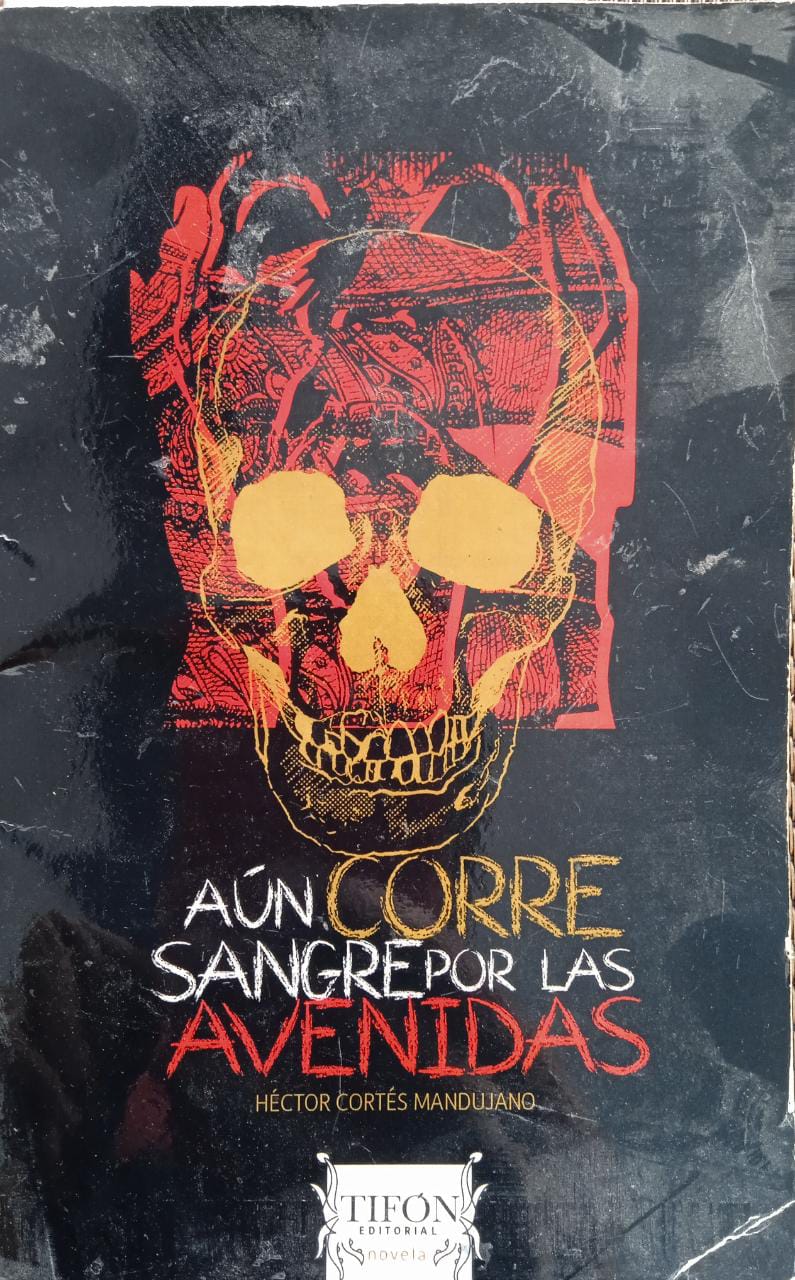 AÚN CORRE
SANGRE POR LAS
AVENIDAS
HÉCTOR CORTÉS MANDUJANO
TIFÓN
EDITORIAL
novela